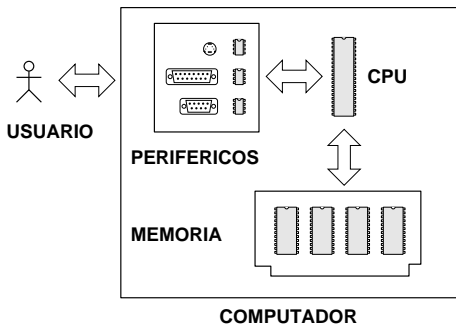 CPU
USUARIO
PERIFERICOS
MEMORIA
COMPUTADOR